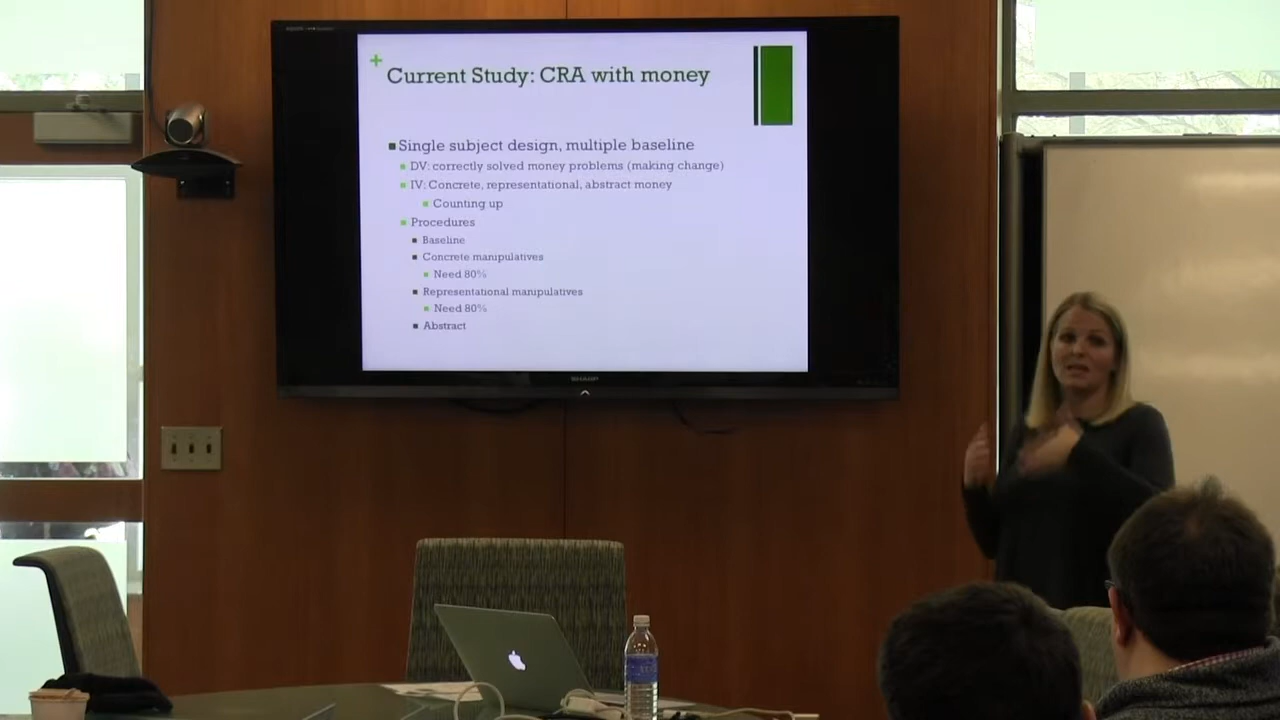 +
Current Study: CRA with money
Single subject design, multiple baseline
DV: correctly solved money problems (making change)
IV: Concrete, representational, abstract money
Counting up
Procedures
Baseline
Concrete manipulatives
Need 80%
Representational manipulatives
Need 80%
Abstract
SHARP